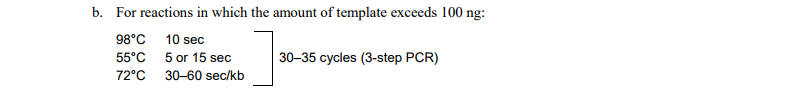 b. For reactions in which the amount of template exceeds 100 ng:
98°C 10 sec
55°C 5 or 15 sec 30–35 cycles (3-step PCR)
72°C 30–60 sec/kb